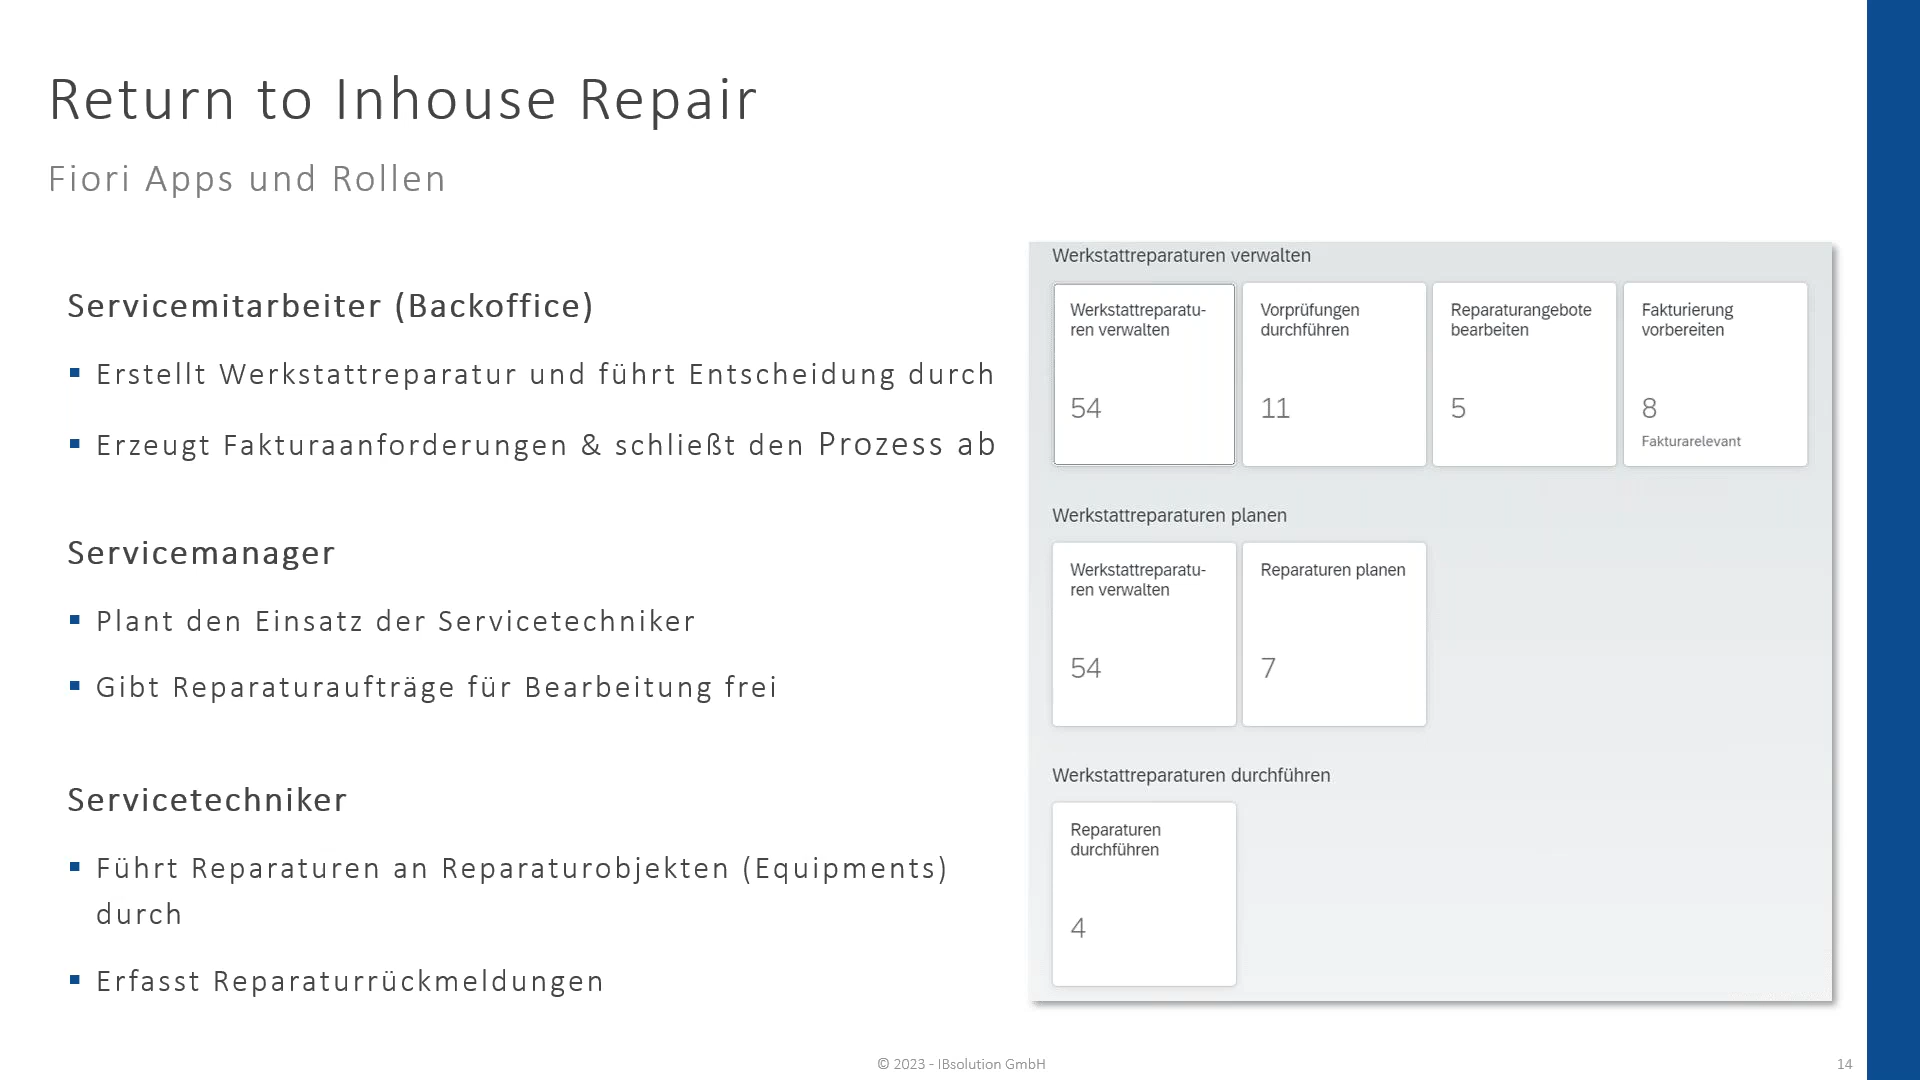 Return to Inhouse Repair
Fiori Apps und Rollen
Servicemitarbeiter (Backoffice)
Erstellt Werkstattreparatur und führt Entscheidung durch
Erzeugt Fakturaanforderungen & schließt den Prozess ab
Servicemanager
Plant den Einsatz der Servicetechniker
Gibt Reparaturaufträge für Bearbeitung frei
Servicetechniker
Führt Reparaturen an Reparaturobjekten (Equipments)
durch
Erfasst Reparaturrückmeldungen
Werkstattreparaturen verwalten
Werkstattreparatu-
ren verwalten
54
Vorprüfungen
durchführen
11
Reparaturangebote
bearbeiten
5
Fakturierung
vorbereiten
8
Fakturarelevant
Werkstattreparaturen planen
Werkstattreparatu-
ren verwalten
54
Reparaturen planen
7
Werkstattreparaturen durchführen
Reparaturen
durchführen
4
© 2023 - IBsolution GmbH
14